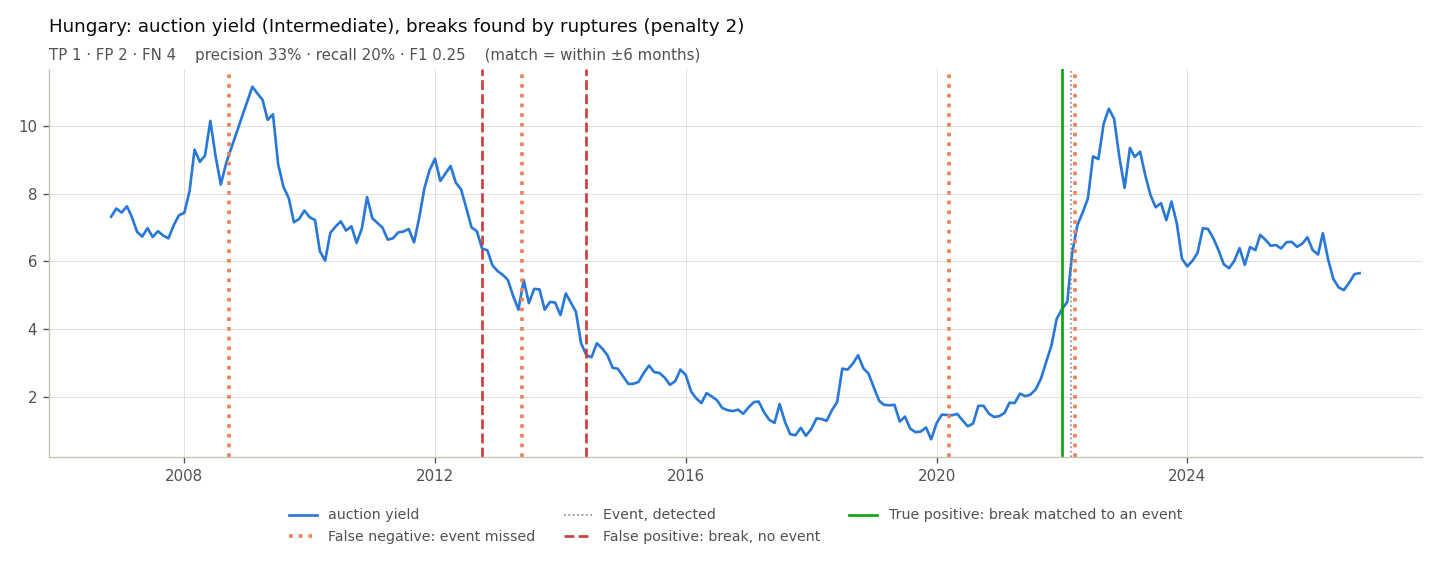 Hungary: auction yield (Intermediate), breaks found by ruptures (penalty 2)
TP 1 · FP 2 · FN 4 precision 33% · recall 20% · F1 0.25 (match = within ±6 months)
10
8
6
4
2
2008 2012 2016 2020 2024
auction yield Event, detected True positive: break matched to an event
False negative: event missed False positive: break, no event